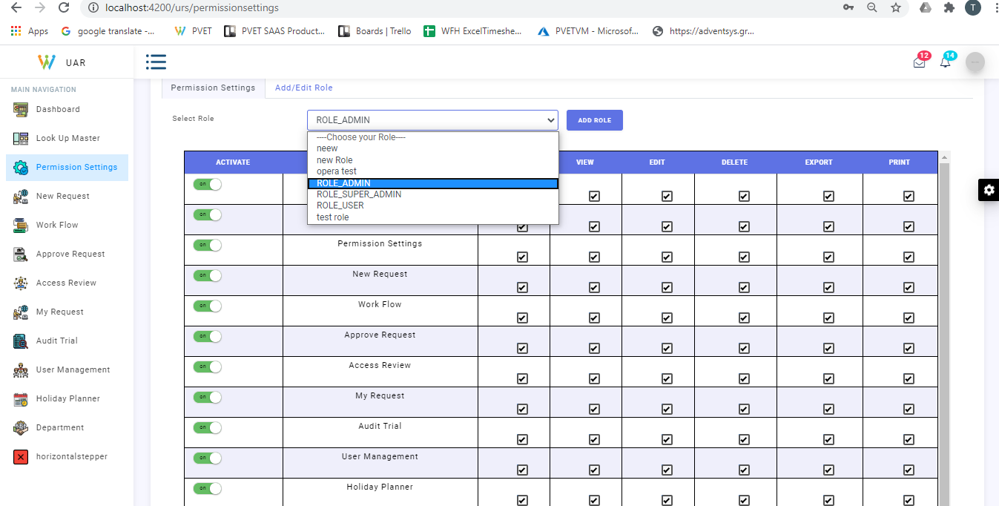 localhost:4200/urs/permissionsettings
T
Apps
google translate -...
PVET
PVET SAAS Product...
Boards | Trello
WFH ExcelTimeshe...
PVETVM - Microsof...
https://adventsys.gr...
UAR
12
14
MAIN NAVIGATION
Dashboard
Look Up Master
Permission Settings
New Request
Work Flow
Approve Request
Access Review
My Request
Audit Trial
User Management
Holiday Planner
Department
horizontalstepper
Permission Settings
Add/Edit Role
Select Role
ROLE_ADMIN
ADD ROLE
----Choose your Role----
neew
new Role
opera test
ROLE_ADMIN
ROLE_SUPER_ADMIN
ROLE_USER
test role
ACTIVATE
VIEW
EDIT
DELETE
EXPORT
PRINT
on
on
on
Permission Settings
on
New Request
on
Work Flow
on
Approve Request
on
Access Review
on
My Request
on
Audit Trial
on
User Management
on
Holiday Planner